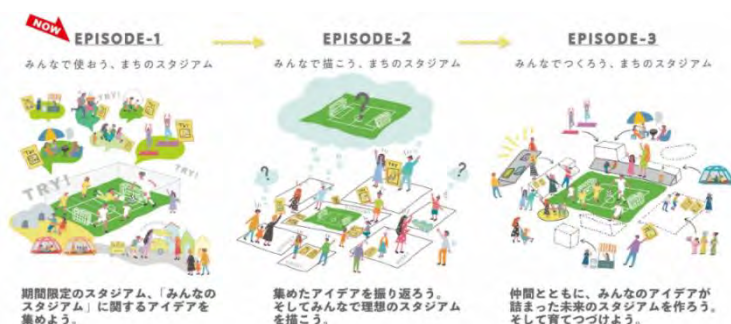 NOW
EPISODE-1
みんなで使おう、まちのスタジアム
TRY!
TRY!
TRY!
期間限定のスタジアム、「みんなの
スタジアム」に関するアイデアを
集めよう。
EPISODE-2
みんなで描こう、まちのスタジアム
?
?
?
集めたアイデアを振り返ろう。
そしてみんなで理想のスタジアム
を描こう。
EPISODE-3
みんなでつくろう、まちのスタジアム
仲間とともに、みんなのアイデアが
詰まった未来のスタジアムを作ろう。
そして育てつづけよう。